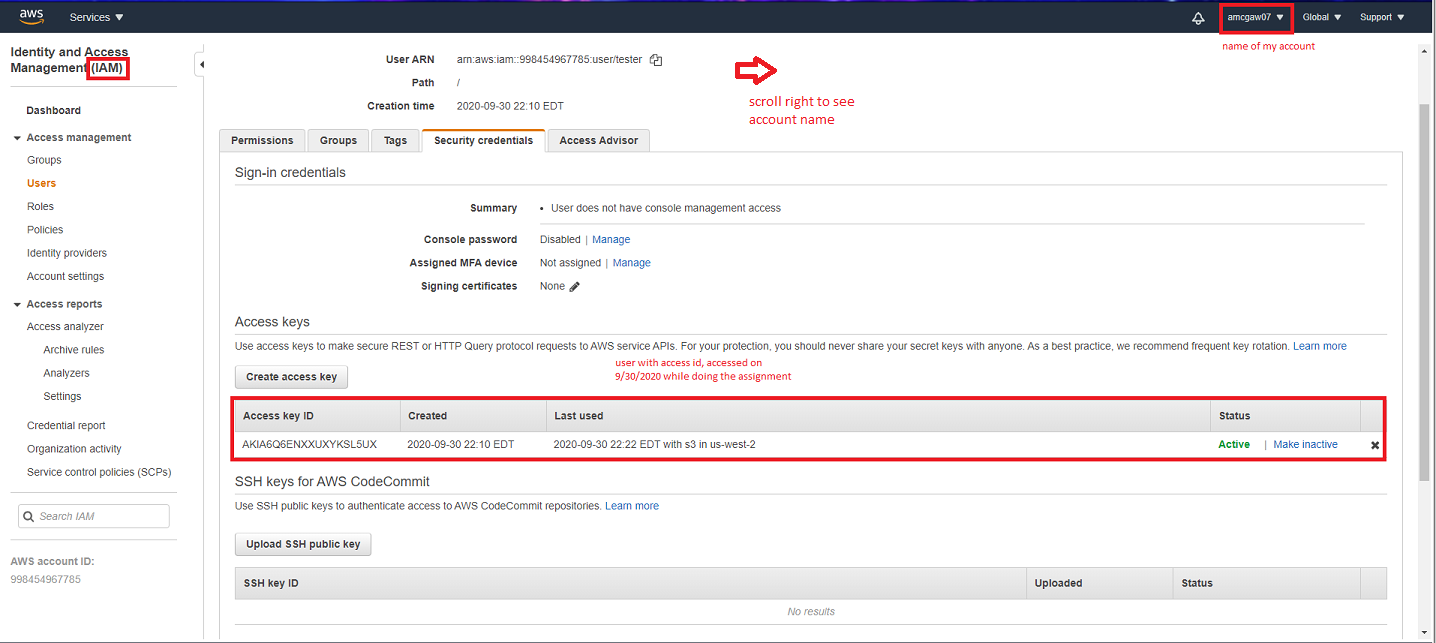 aws
Services
amcgaw07
Global
Support
name of my account
Identity and Access
Management (IAM)
Dashboard
Access management
Groups
Users
Roles
Policies
Identity providers
Account settings
Access reports
Access analyzer
Archive rules
Analyzers
Settings
Credential report
Organization activity
Service control policies (SCPs)
Search IAM
AWS account ID:
998454967785
User ARN arn:aws:iam::998454967785:user/tester
Path /
Creation time 2020-09-30 22:10 EDT
scroll right to see
account name
Permissions Groups Tags Security credentials Access Advisor
Sign-in credentials
Summary • User does not have console management access
Console password Disabled | Manage
Assigned MFA device Not assigned | Manage
Signing certificates None
Access keys
Use access keys to make secure REST or HTTP Query protocol requests to AWS service APIs. For your protection, you should never share your secret keys with anyone. As a best practice, we recommend frequent key rotation. Learn more
user with access id, accessed on
9/30/2020 while doing the assignment
Create access key
Access key ID Created Last used Status
AKIA6Q6ENXXUXYKSL5UX 2020-09-30 22:10 EDT 2020-09-30 22:22 EDT with s3 in us-west-2 Active | Make inactive
SSH keys for AWS CodeCommit
Use SSH public keys to authenticate access to AWS CodeCommit repositories. Learn more
Upload SSH public key
SSH key ID Uploaded Status
No results